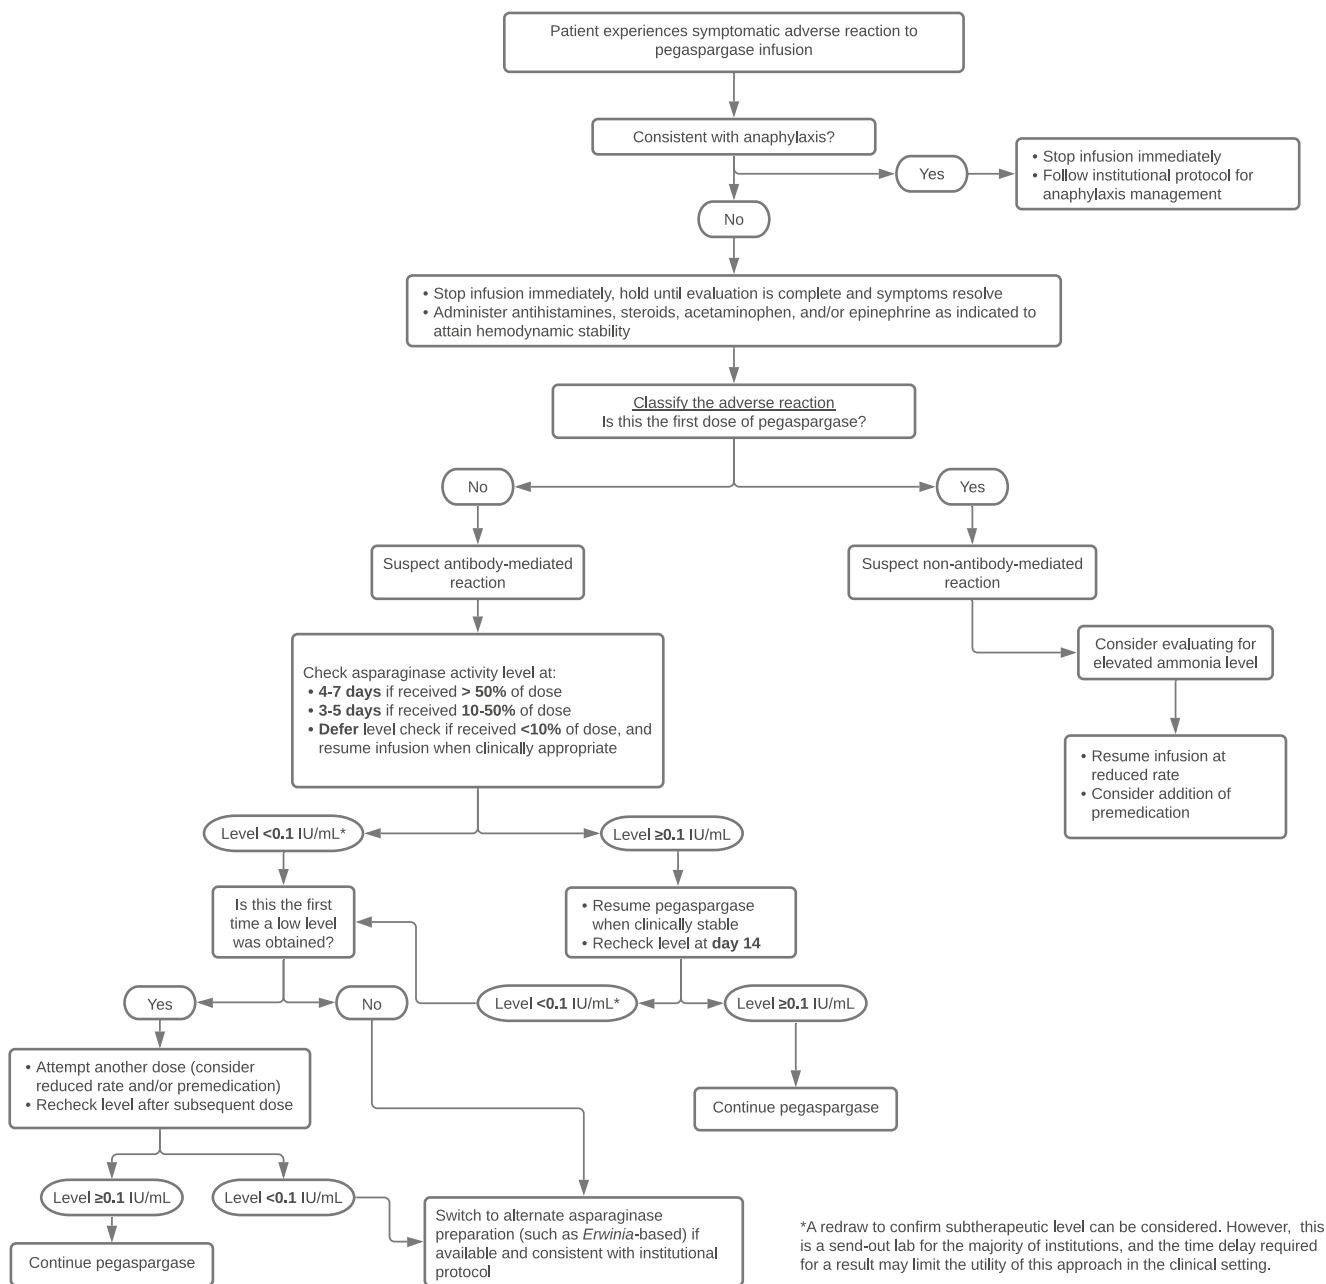 Patient experiences symptomatic adverse reaction to
pegaspargase infusion
Consistent with anaphylaxis?
Yes
• Stop infusion immediately
• Follow institutional protocol for
anaphylaxis management
No
• Stop infusion immediately, hold until evaluation is complete and symptoms resolve
• Administer antihistamines, steroids, acetaminophen, and/or epinephrine as indicated to
attain hemodynamic stability
Classify the adverse reaction
Is this the first dose of pegaspargase?
No
Yes
Suspect antibody-mediated
reaction
Suspect non-antibody-mediated
reaction
Consider evaluating for
elevated ammonia level
• Resume infusion at
reduced rate
• Consider addition of
premedication
Check asparaginase activity level at:
• 4-7 days if received > 50% of dose
• 3-5 days if received 10-50% of dose
• Defer level check if received <10% of dose, and
resume infusion when clinically appropriate
Level <0.1 IU/mL*
Level ≥0.1 IU/mL
Is this the first
time a low level
was obtained?
• Resume pegaspargase
when clinically stable
• Recheck level at day 14
Yes
No
Level <0.1 IU/mL*
Level ≥0.1 IU/mL
• Attempt another dose (consider
reduced rate and/or premedication)
• Recheck level after subsequent dose
Continue pegaspargase
Level ≥0.1 IU/mL
Level <0.1 IU/mL
Continue pegaspargase
Switch to alternate asparaginase
preparation (such as Erwinia-based) if
available and consistent with institutional
protocol
*A redraw to confirm subtherapeutic level can be considered. However, this
is a send-out lab for the majority of institutions, and the time delay required
for a result may limit the utility of this approach in the clinical setting.